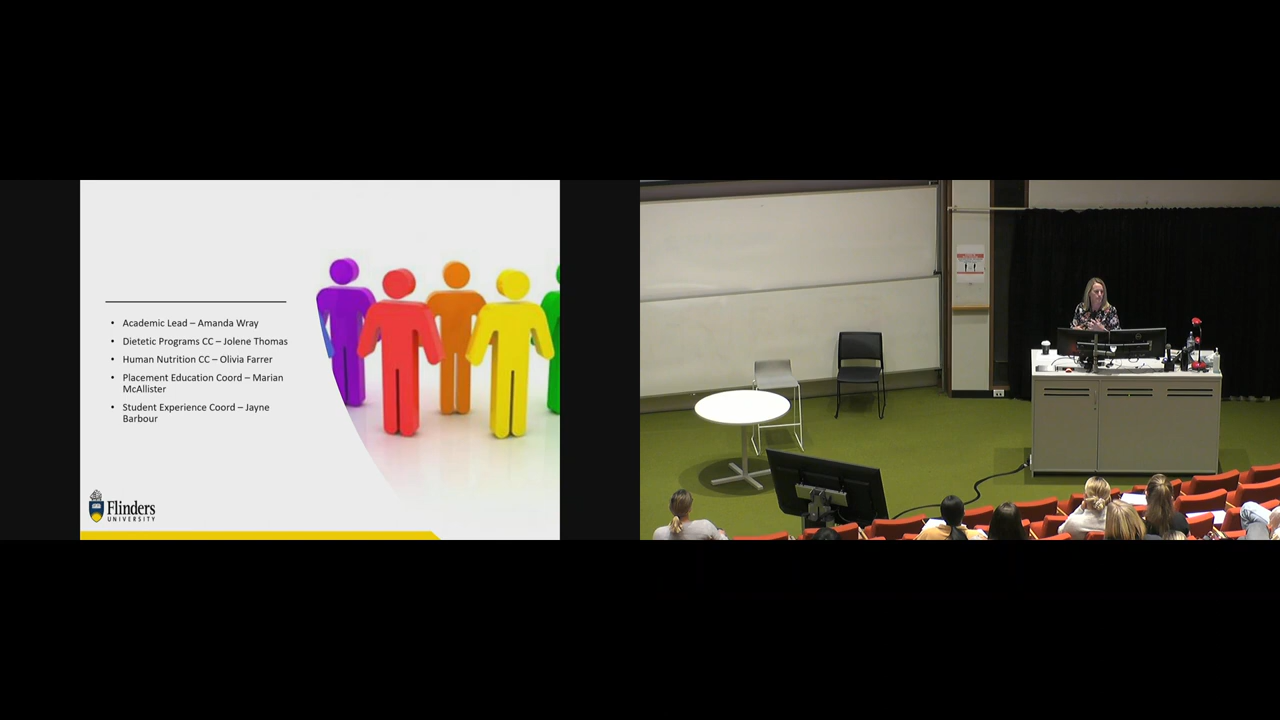 • Academic Lead – Amanda Wray
• Dietetic Programs CC – Jolene Thomas
• Human Nutrition CC – Olivia Farrer
• Placement Education Coord – Marian
McAllister
• Student Experience Coord – Jayne
Barbour
Flinders
UNIVERSITY